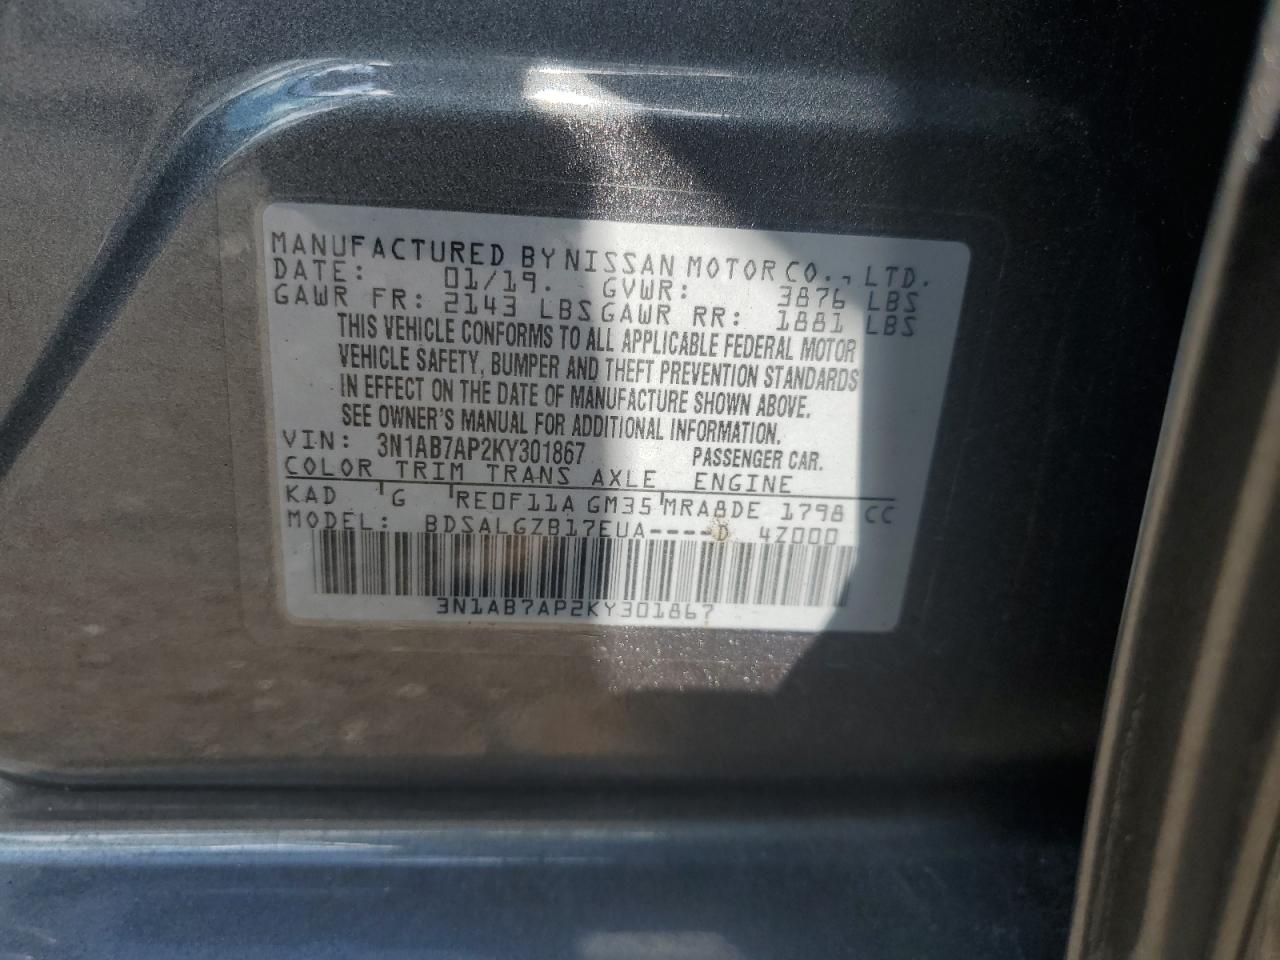 MANUFACTURED BY NISSAN MOTOR CO., LTD.
DATE: 01/19. GVWR: 3876 LBS
GAWR FR: 2143 LBS GAWR RR: 1881 LBS
THIS VEHICLE CONFORMS TO ALL APPLICABLE FEDERAL MOTOR
VEHICLE SAFETY, BUMPER AND THEFT PREVENTION STANDARDS
IN EFFECT ON THE DATE OF MANUFACTURE SHOWN ABOVE.
SEE OWNER'S MANUAL FOR ADDITIONAL INFORMATION.
VIN: 3N1AB7AP2KY301867 PASSENGER CAR.
COLOR TRIM TRANS AXLE ENGINE
KAD G RE0F11A GM35 MRA8DE 1798 CC
MODEL: BDSALGZB17EUA----D 4Z000
3N1AB7AP2KY301867